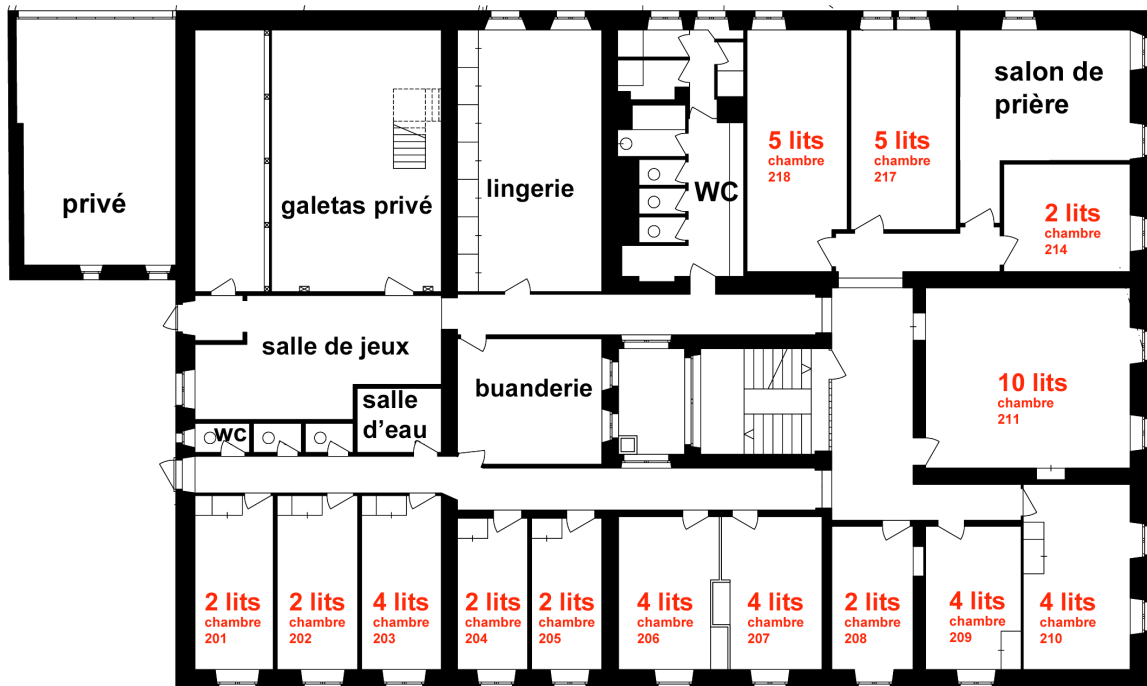 privé
galetas privé
lingerie
WC
5 lits
chambre
218
5 lits
chambre
217
salon de
prière
2 lits
chambre
214
salle de jeux
buanderie
salle
d'eau
wc
10 lits
chambre
211
2 lits
chambre
201
2 lits
chambre
202
4 lits
chambre
203
2 lits
chambre
204
2 lits
chambre
205
4 lits
chambre
206
4 lits
chambre
207
2 lits
chambre
208
4 lits
chambre
209
4 lits
chambre
210